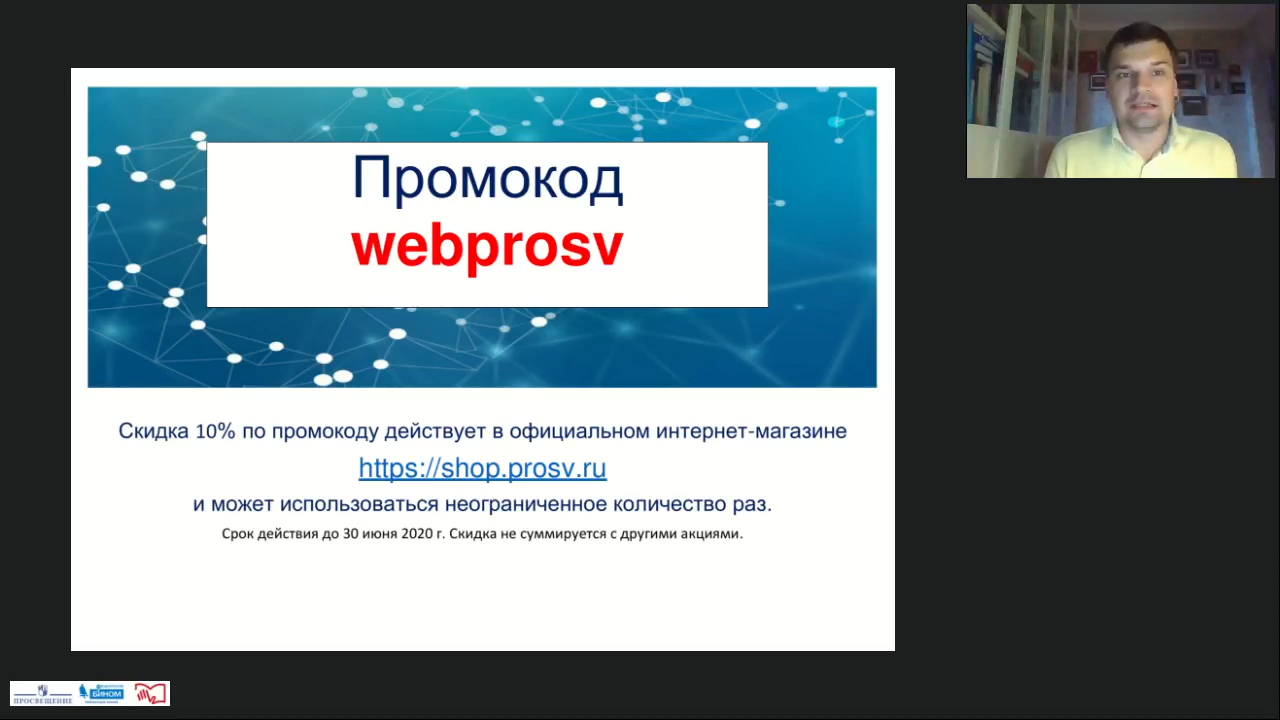 Промокод
webprosv
Скидка 10% по промокоду действует в официальном интернет-магазине
https://shop.prosv.ru
и может использоваться неограниченное количество раз.
Срок действия до 30 июня 2020 г. Скидка не суммируется с другими акциями.
ПРОСВЕЩЕНИЕ
БИНОМ